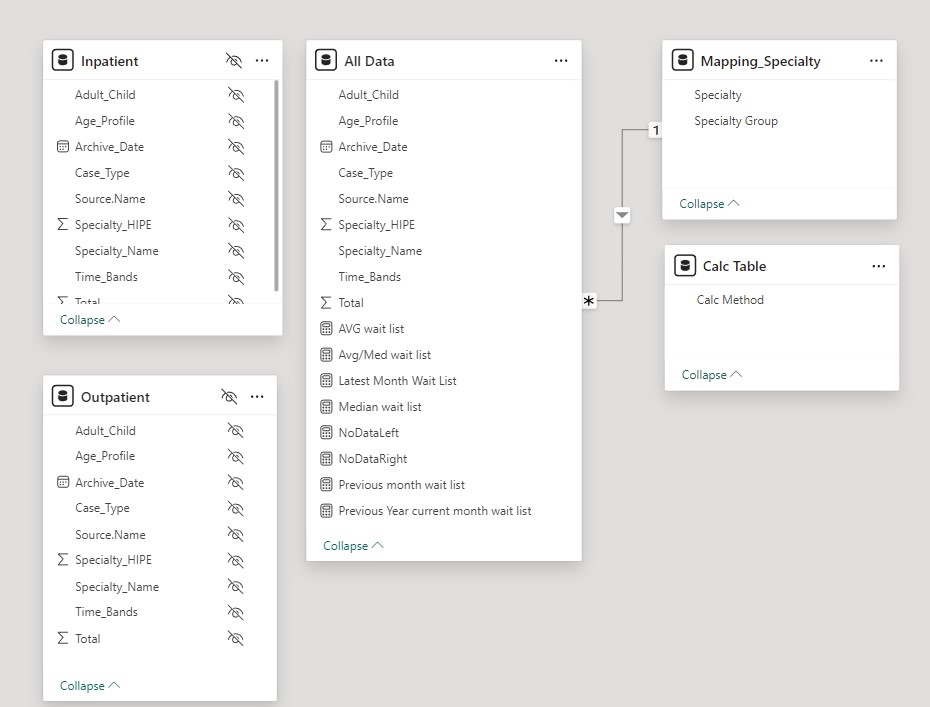 Inpatient
Adult_Child
Age_Profile
Archive_Date
Case_Type
Source.Name
Specialty_HIPE
Specialty_Name
Time_Bands
Total
Collapse
Outpatient
Adult_Child
Age_Profile
Archive_Date
Case_Type
Source.Name
Specialty_HIPE
Specialty_Name
Time_Bands
Total
Collapse
All Data
Adult_Child
Age_Profile
Archive_Date
Case_Type
Source.Name
Specialty_HIPE
Specialty_Name
Time_Bands
Total
AVG wait list
Avg/Med wait list
Latest Month Wait List
Median wait list
NoDataLeft
NoDataRight
Previous month wait list
Previous Year current month wait list
Collapse
1
*
Mapping_Specialty
Specialty
Specialty Group
Collapse
Calc Table
Calc Method
Collapse